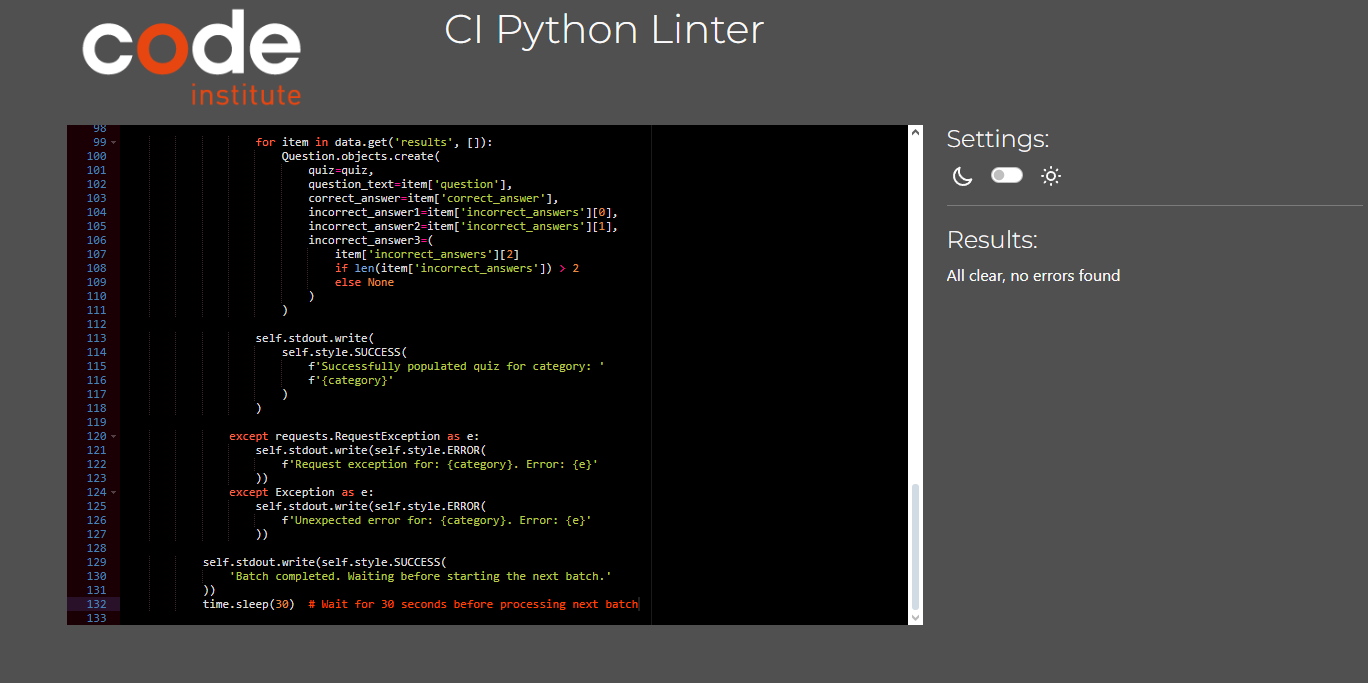 code
institute
CI Python Linter
98
99 for item in data.get('results', []):
100 Question.objects.create(
101 quiz=quiz,
102 question_text=item['question'],
103 correct_answer=item['correct_answer'],
104 incorrect_answer1=item['incorrect_answers'][0],
105 incorrect_answer2=item['incorrect_answers'][1],
106 incorrect_answer3=(
107 item['incorrect_answers'][2]
108 if len(item['incorrect_answers']) > 2
109 else None
110 )
111 )
112
113 self.stdout.write(
114 self.style.SUCCESS(
115 f'Successfully populated quiz for category: '
116 f'{category}'
117 )
118 )
119
120 except requests.RequestException as e:
121 self.stdout.write(self.style.ERROR(
122 f'Request exception for: {category}. Error: {e}'
123 ))
124 except Exception as e:
125 self.stdout.write(self.style.ERROR(
126 f'Unexpected error for: {category}. Error: {e}'
127 ))
128
129 self.stdout.write(self.style.SUCCESS(
130 'Batch completed. Waiting before starting the next batch.'
131 ))
132 time.sleep(30)  # Wait for 30 seconds before processing next batch
133
Settings:
Results:
All clear, no errors found